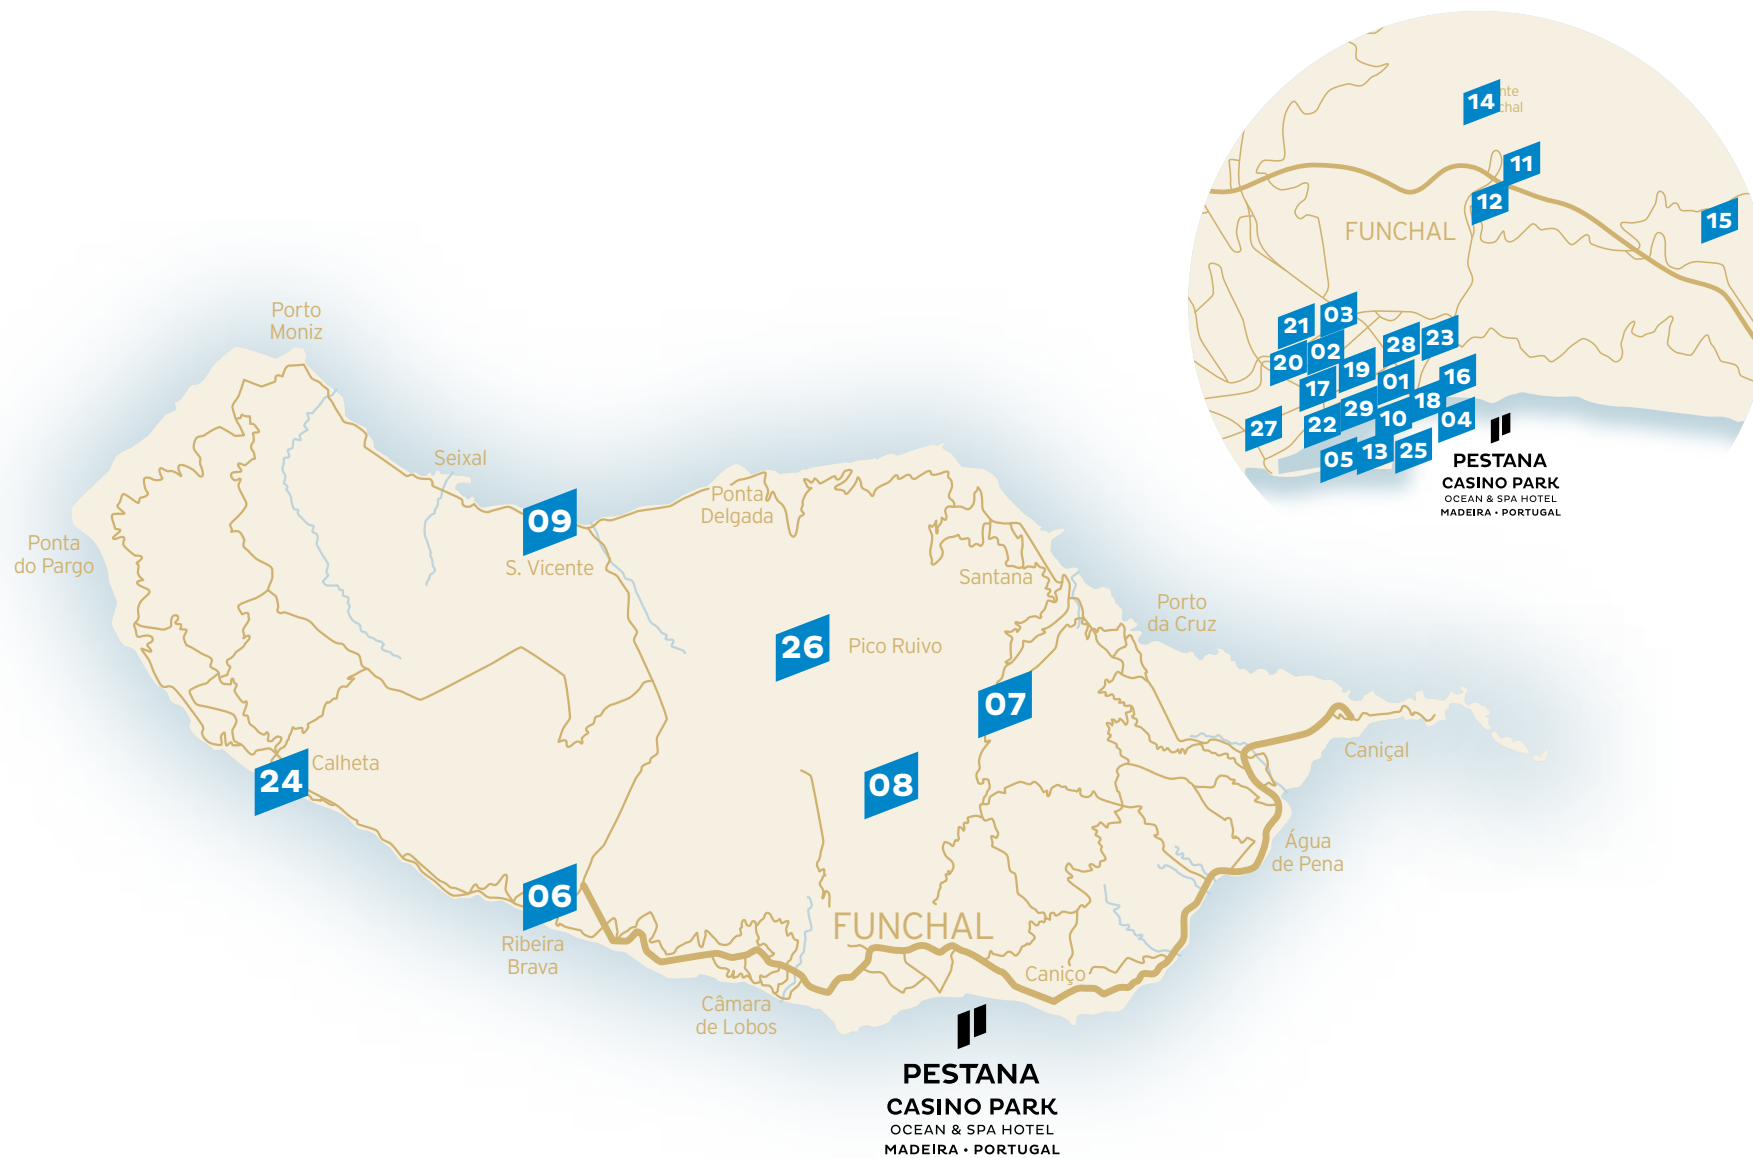 14
nte
chal
11
12
15
FUNCHAL
21
03
28
23
20
02
19
01
16
17
29
18
10
04
27
22
05
13
25
PESTANA
CASINO PARK
OCEAN & SPA HOTEL
MADEIRA • PORTUGAL
Porto
Moniz
Seixal
Ponta
Delgada
09
S. Vicente
Ponta
do Pargo
Santana
Porto
da Cruz
26
Pico Ruivo
07
Caniçal
24
Calheta
08
Água
de Pena
06
Ribeira
Brava
FUNCHAL
Caniço
Câmara
de Lobos
PESTANA
CASINO PARK
OCEAN & SPA HOTEL
MADEIRA • PORTUGAL